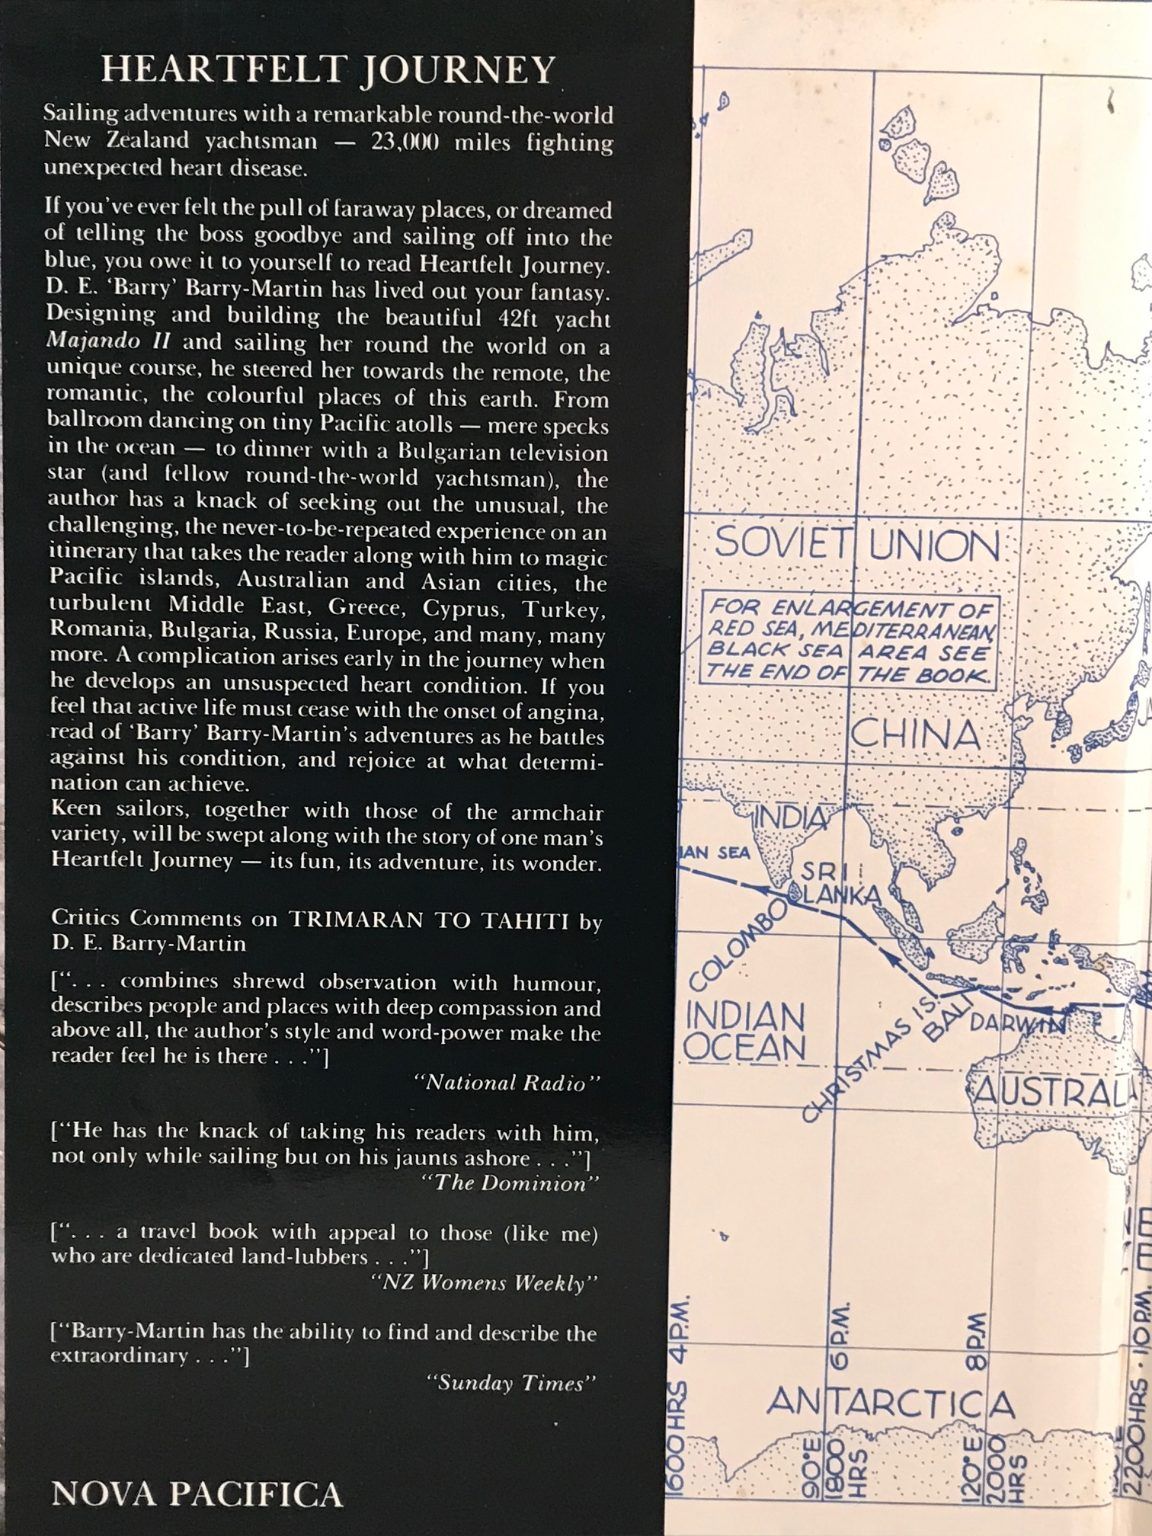 HEARTFELT JOURNEY
Sailing adventures with a remarkable round-the-world
New Zealand yachtsman — 23,000 miles fighting
unexpected heart disease.
If you've ever felt the pull of faraway places, or dreamed
of telling the boss goodbye and sailing off into the
blue, you owe it to yourself to read Heartfelt Journey.
D. E. ‘Barry’ Barry-Martin has lived out your fantasy.
Designing and building the beautiful 42ft yacht
Majando II and sailing her round the world on a
unique course, he steered her towards the remote, the
romantic, the colourful places of this earth. From
ballroom dancing on tiny Pacific atolls — mere specks
in the ocean — to dinner with a Bulgarian television
star (and fellow round-the-world yachtsman), the
author has a knack of seeking out the unusual, the
challenging, the never-to-be-repeated experience on an
itinerary that takes the reader along with him to magic
Pacific islands, Australian and Asian cities, the
turbulent Middle East, Greece, Cyprus, Turkey,
Romania, Bulgaria, Russia, Europe, and many, many
more. A complication arises early in the journey when
he develops an unsuspected heart condition. If you
feel that active life must cease with the onset of angina,
read of ‘Barry’ Barry-Martin's adventures as he battles
against his condition, and rejoice at what determi-
nation can achieve.
Keen sailors, together with those of the armchair
variety, will be swept along with the story of one man's
Heartfelt Journey — its fun, its adventure, its wonder.
Critics Comments on TRIMARAN TO TAHITI by
D. E. Barry-Martin
[“. . . combines shrewd observation with humour,
describes people and places with deep compassion and
above all, the author's style and word-power make the
reader feel he is there . . .”]
“National Radio”
[“He has the knack of taking his readers with him,
not only while sailing but on his jaunts ashore . . .”]
“The Dominion”
[“. . . a travel book with appeal to those (like me)
who are dedicated land-lubbers . . .”]
“NZ Womens Weekly”
[“Barry-Martin has the ability to find and describe the
extraordinary . . .”]
“Sunday Times”
NOVA PACIFICA
SOVIET UNION
FOR ENLARGEMENT OF
RED SEA, MEDITERRANEAN,
BLACK SEA AREA SEE
THE END OF THE BOOK.
CHINA
INDIA
IAN SEA
SRI
LANKA
COLOMBO
INDIAN
OCEAN
CHRISTMAS IS.
BALI
DARWIN
AUSTRALIA
ANTARCTICA
1600HRS 4P.M.
6P.M.
90°E
1800
HRS
8P.M
120°E
2000
HRS
2200HRS · 10P.M.